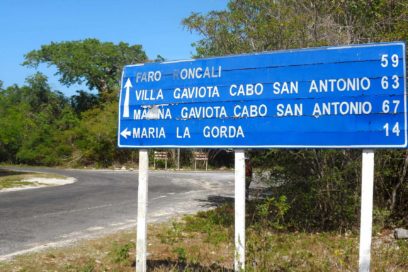 FARO RONCALI 59
VILLA GAVIOTA CABO SAN ANTONIO 63
MARINA GAVIOTA CABO SAN ANTONIO 67
MARIA LA GORDA 14